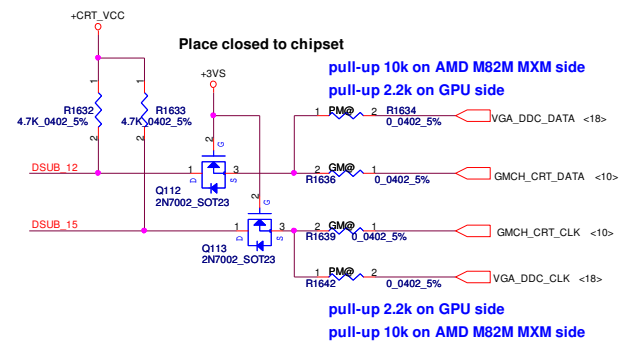 +CRT_VCC
Place closed to chipset
+3VS
pull-up 10k on AMD M82M MXM side
pull-up 2.2k on GPU side
1
1
R1632
R1633
4.7K_0402_5%
4.7K_0402_5%
2
2
1 PM@ 2 R1634
0_0402_5%
VGA_DDC_DATA <18>
2
G
DSUB_12
1
3
D
S
Q112
2N7002_SOT23
2 GM@ 1
R1636
0_0402_5%
GMCH_CRT_DATA <10>
2
G
DSUB_15
1
3
D
S
Q113
2N7002_SOT23
2 GM@ 1
R1639
0_0402_5%
GMCH_CRT_CLK <10>
1 PM@ 2
R1642
0_0402_5%
VGA_DDC_CLK <18>
pull-up 2.2k on GPU side
pull-up 10k on AMD M82M MXM side